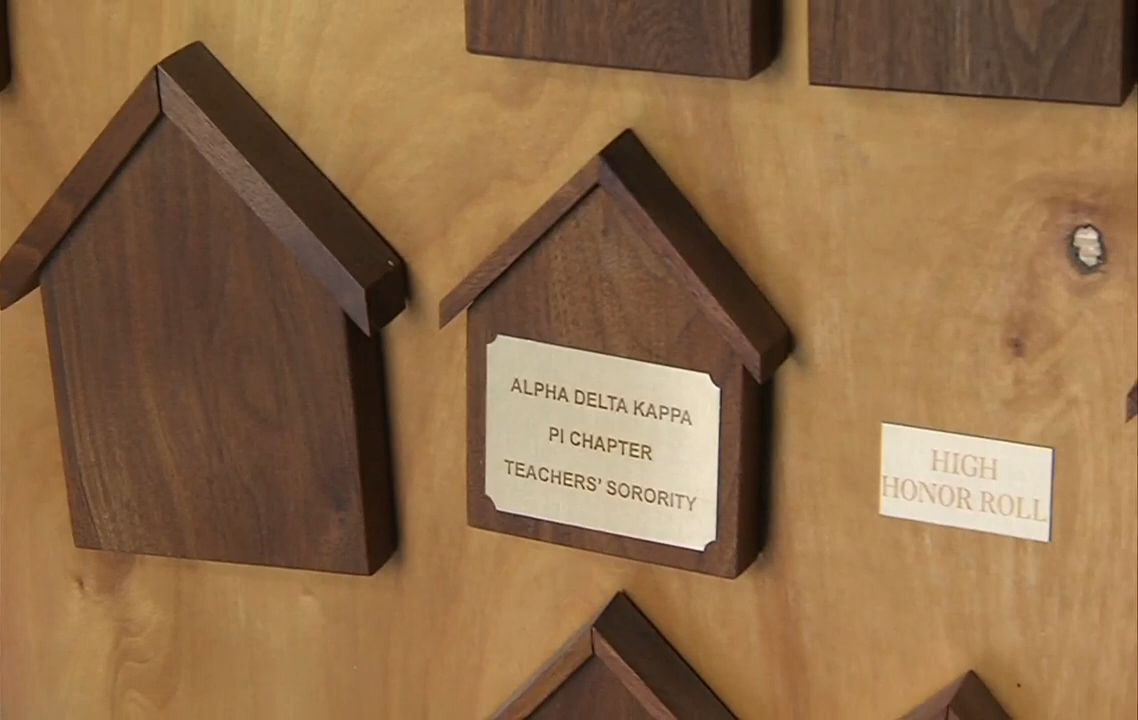 ALPHA DELTA KAPPA
PI CHAPTER
TEACHERS' SORORITY
HIGH
HONOR ROLL